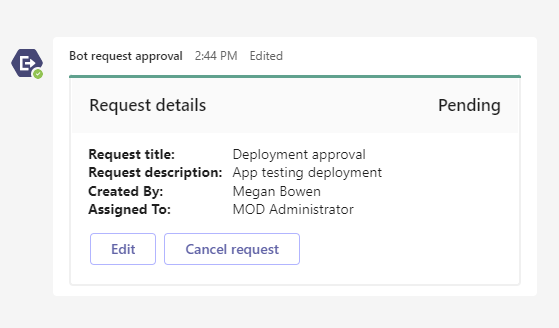 Bot request approval 2:44 PM Edited
Request details Pending
Request title: Deployment approval
Request description: App testing deployment
Created By: Megan Bowen
Assigned To: MOD Administrator
Edit Cancel request